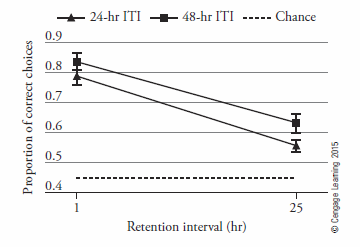 24-hr ITI 48-hr ITI Chance
Proportion of correct choices
0.9
0.8
0.7
0.6
0.5
0.4
1 25
Retention interval (hr)
© Cengage Learning 2015